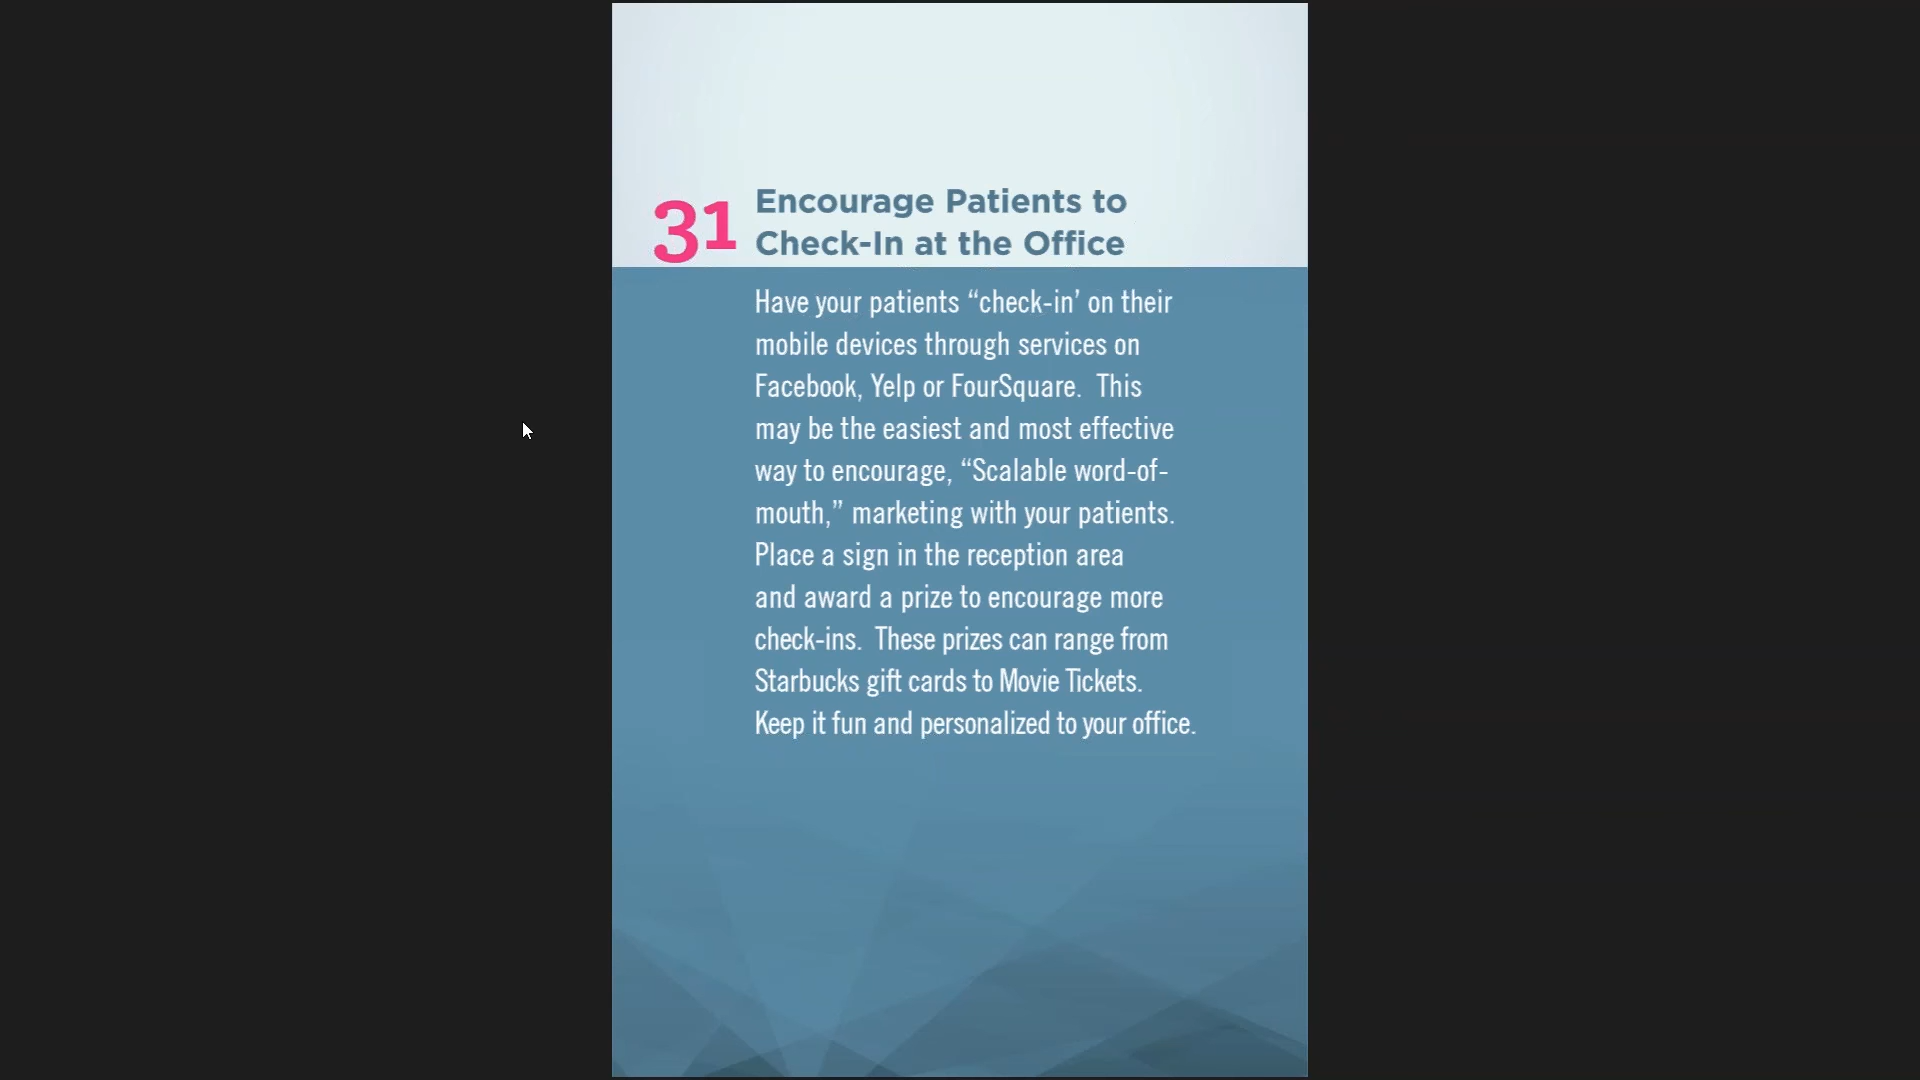 31 Encourage Patients to
Check-In at the Office
Have your patients “check-in’ on their
mobile devices through services on
Facebook, Yelp or FourSquare.  This
may be the easiest and most effective
way to encourage, “Scalable word-of-
mouth,” marketing with your patients.
Place a sign in the reception area
and award a prize to encourage more
check-ins.  These prizes can range from
Starbucks gift cards to Movie Tickets.
Keep it fun and personalized to your office.